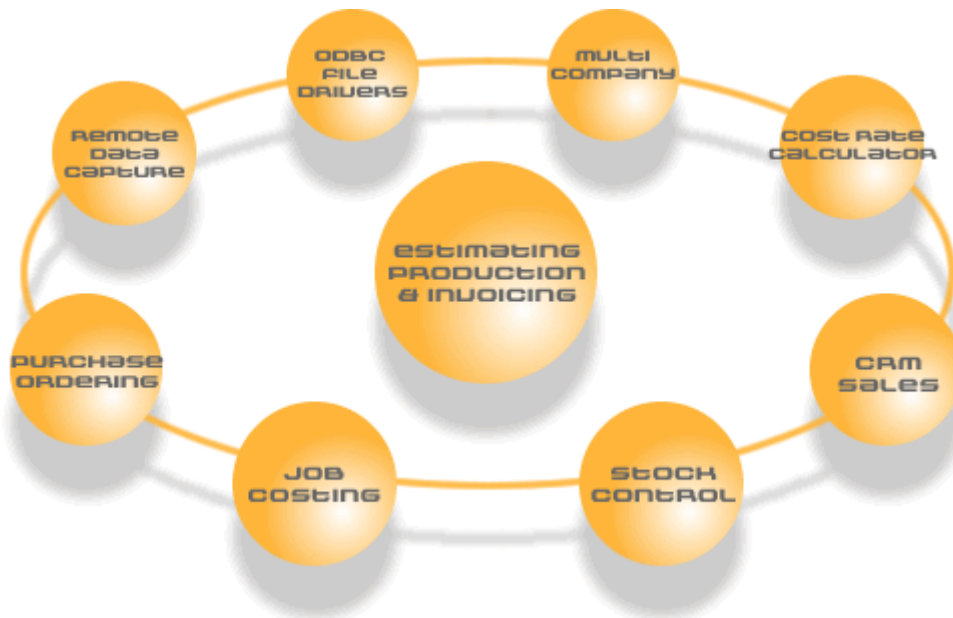 ODBC
FILE
DRIVERS
MULTI
COMPANY
REMOTE
DATA
CAPTURE
COST RATE
CALCULATOR
ESTIMATING
PRODUCTION
& INVOICING
PURCHASE
ORDERING
CRM
SALES
JOB
COSTING
STOCK
CONTROL